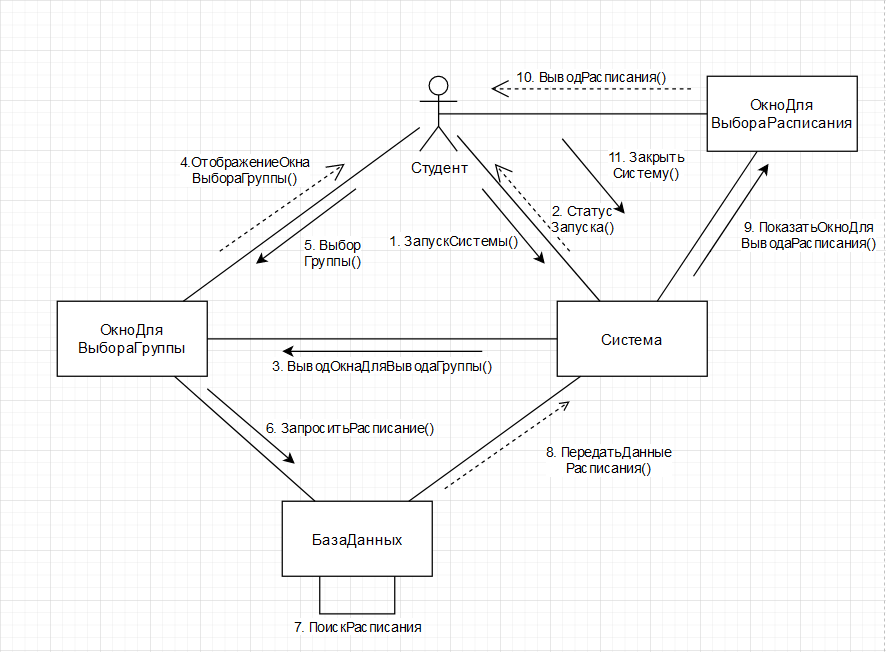 10. ВыводРасписания()
ОкноДля
ВыбораРасписания
4.ОтображениеОкна
ВыбораГруппы()
Студент
11. Закрыть
Систему()
2. Статус
Запуска()
9. ПоказатьОкноДля
ВыводаРасписания()
5. Выбор
Группы()
1. ЗапускСистемы()
ОкноДля
ВыбораГруппы
Система
3. ВыводОкнаДляВыводаГруппы()
6. ЗапроситьРасписание()
8. ПередатьДанные
Расписания()
БазаДанных
7. ПоискРасписания